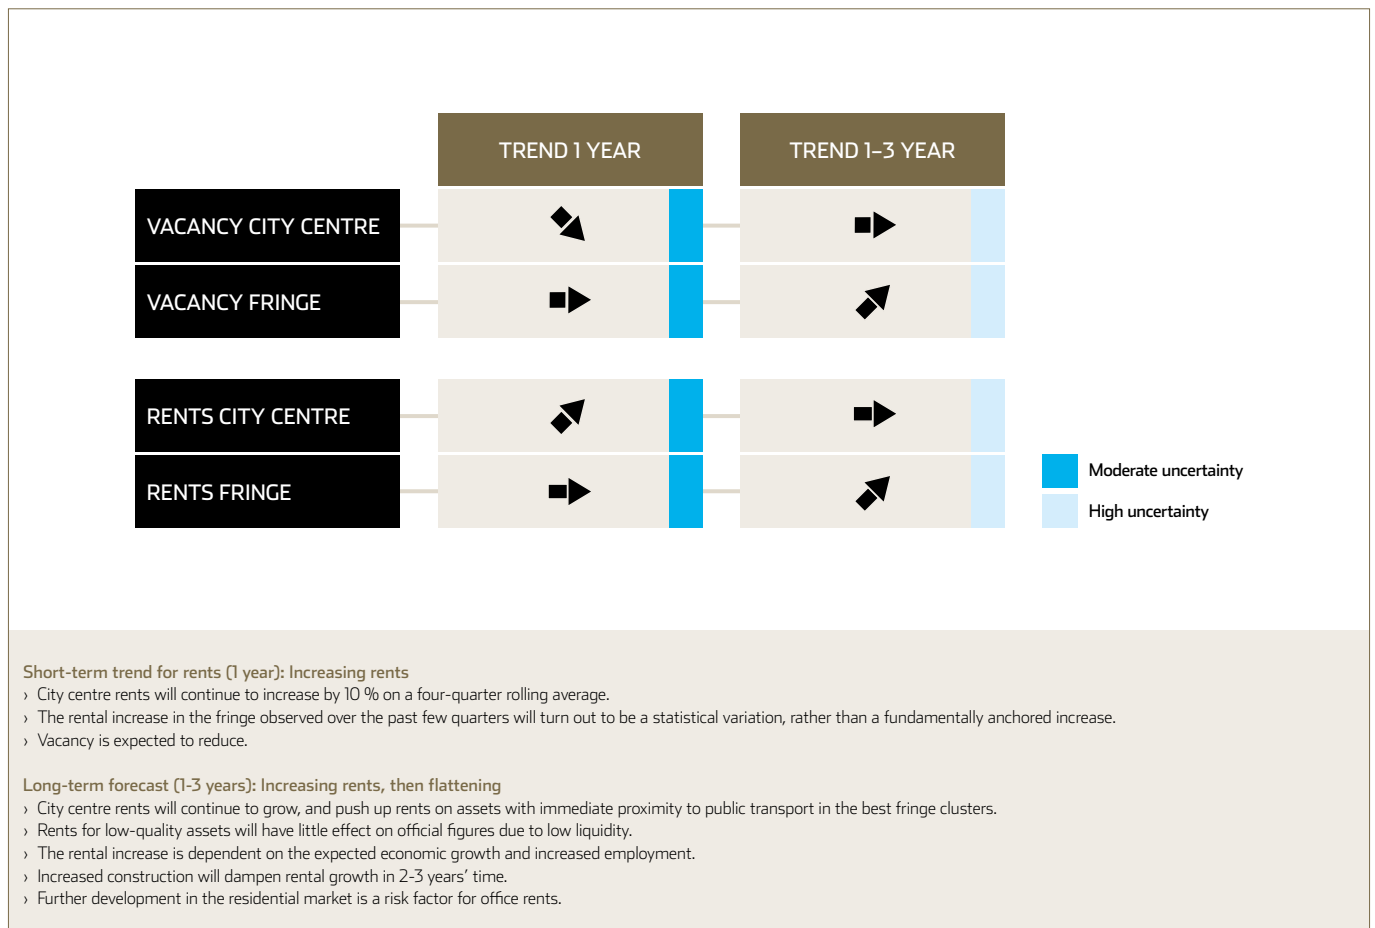 TREND 1 YEAR
TREND 1–3 YEAR
VACANCY CITY CENTRE
VACANCY FRINGE
RENTS CITY CENTRE
RENTS FRINGE
Moderate uncertainty
High uncertainty
Short-term trend for rents (1 year): Increasing rents
› City centre rents will continue to increase by 10 % on a four-quarter rolling average.
› The rental increase in the fringe observed over the past few quarters will turn out to be a statistical variation, rather than a fundamentally anchored increase.
› Vacancy is expected to reduce.
Long-term forecast (1-3 years): Increasing rents, then flattening
› City centre rents will continue to grow, and push up rents on assets with immediate proximity to public transport in the best fringe clusters.
› Rents for low-quality assets will have little effect on official figures due to low liquidity.
› The rental increase is dependent on the expected economic growth and increased employment.
› Increased construction will dampen rental growth in 2-3 years’ time.
› Further development in the residential market is a risk factor for office rents.